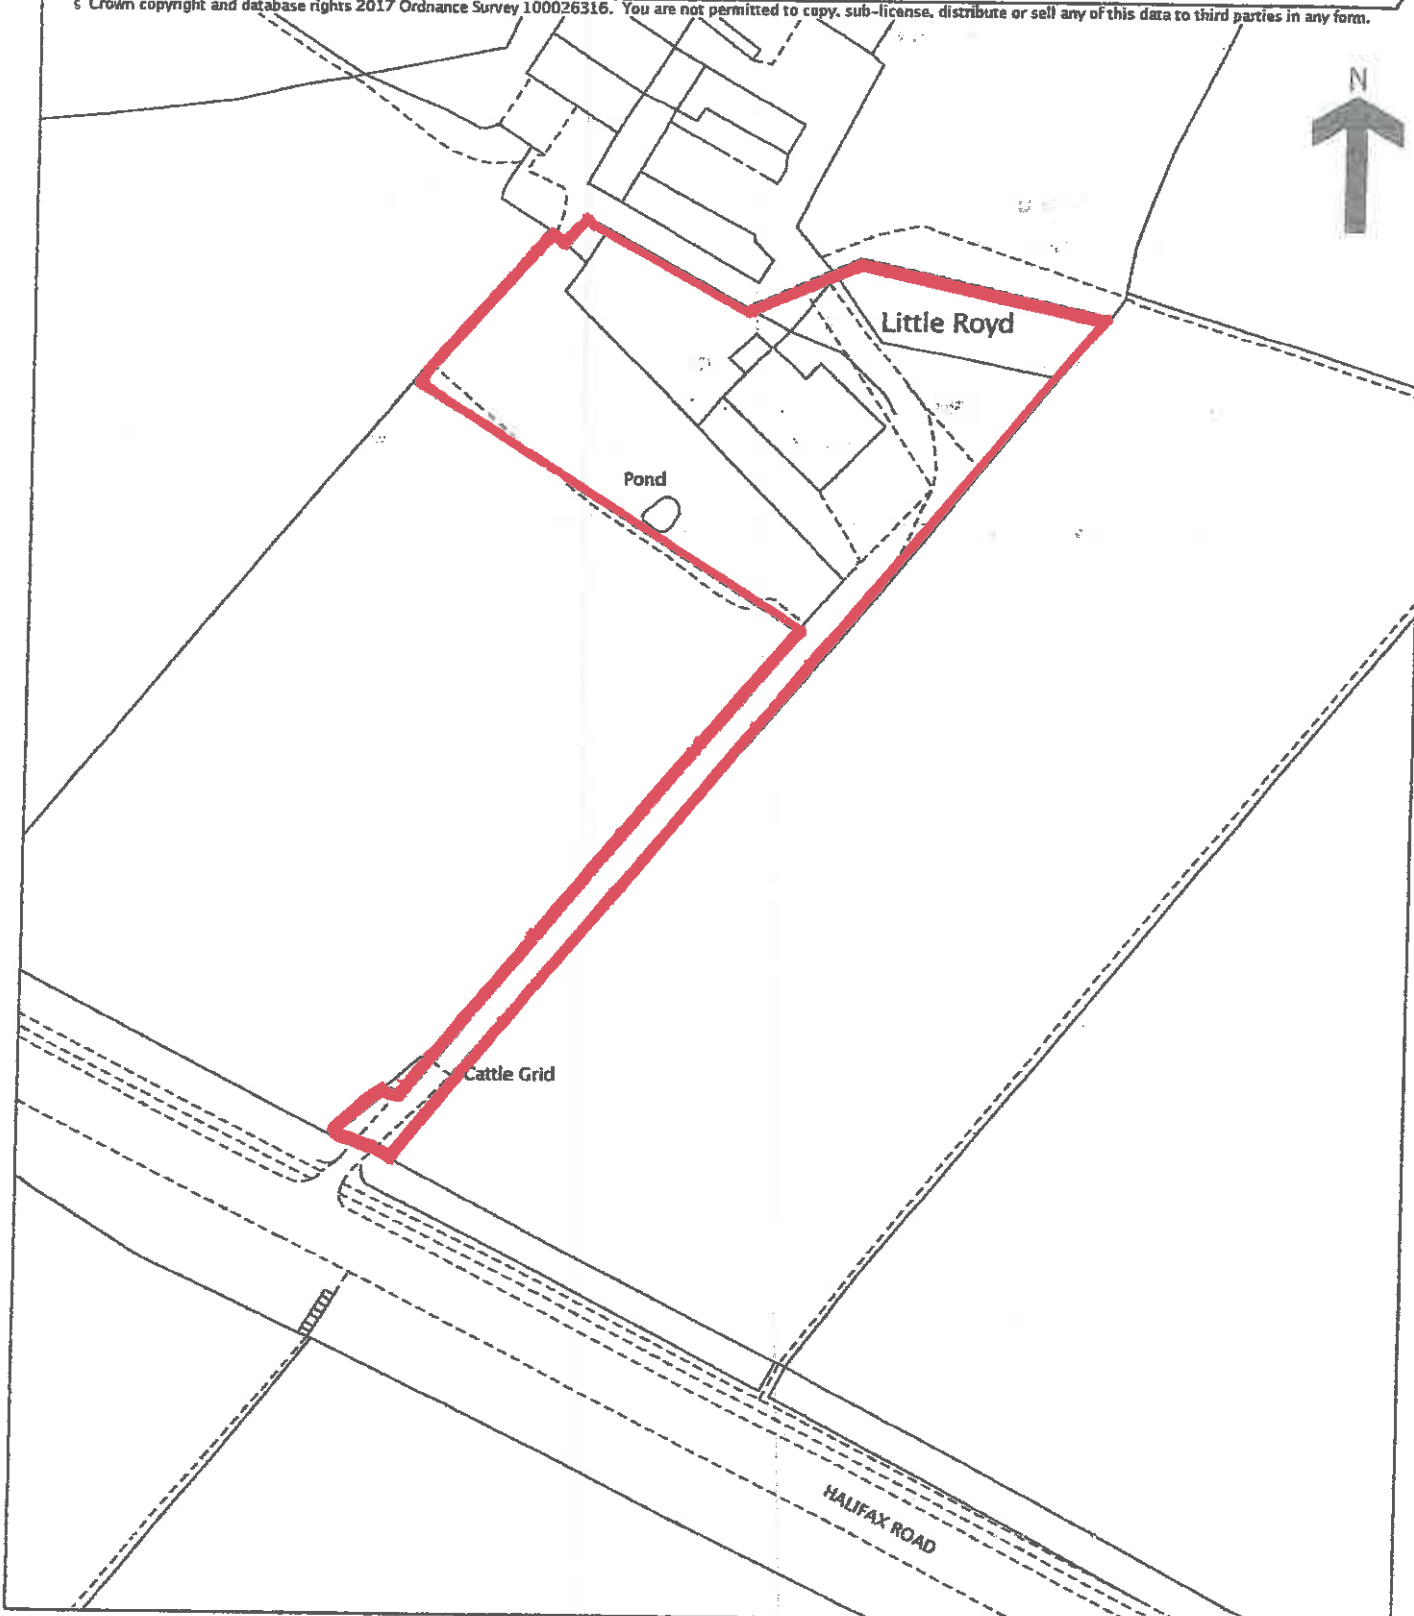 © Crown copyright and database rights 2017 Ordnance Survey 100026316. You are not permitted to copy, sub-license, distribute or sell any of this data to third parties in any form.
N
Little Royd
Pond
Cattle Grid
HALIFAX ROAD